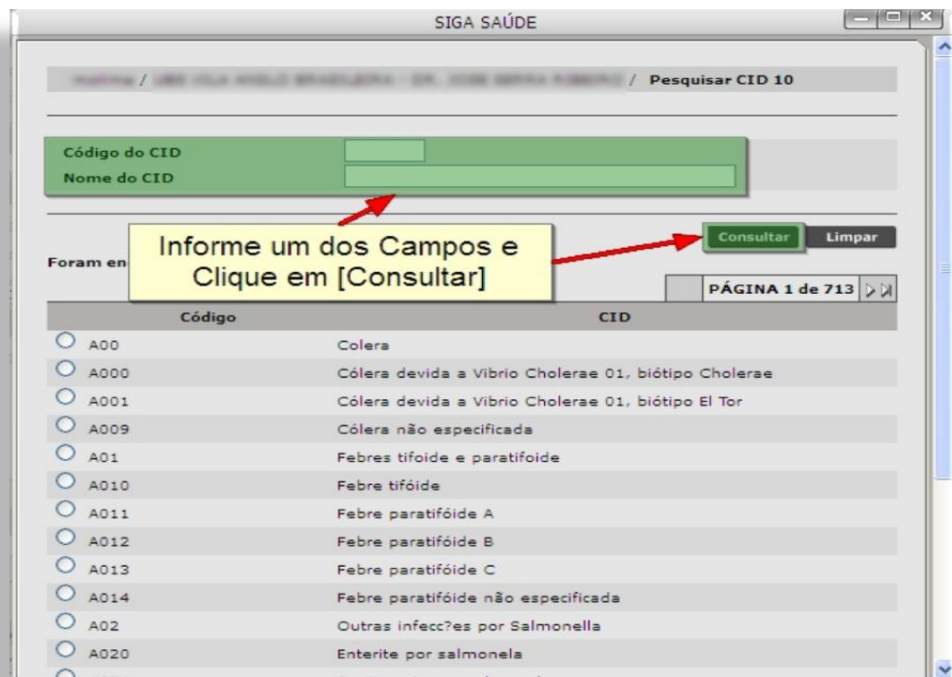 SIGA SAÚDE
/ Pesquisar CID 10
Código do CID
Nome do CID
Informe um dos Campos e
Clique em [Consultar]
Consultar Limpar
Foram en
PÁGINA 1 de 713
Código CID
A00 Colera
A000 Cólera devida a Vibrio Cholerae 01, biótipo Cholerae
A001 Cólera devida a Vibrio Cholerae 01, biótipo El Tor
A009 Cólera não especificada
A01 Febres tifoide e paratifoide
A010 Febre tifóide
A011 Febre paratifóide A
A012 Febre paratifóide B
A013 Febre paratifóide C
A014 Febre paratifóide não especificada
A02 Outras infecc?es por Salmonella
A020 Enterite por salmonela